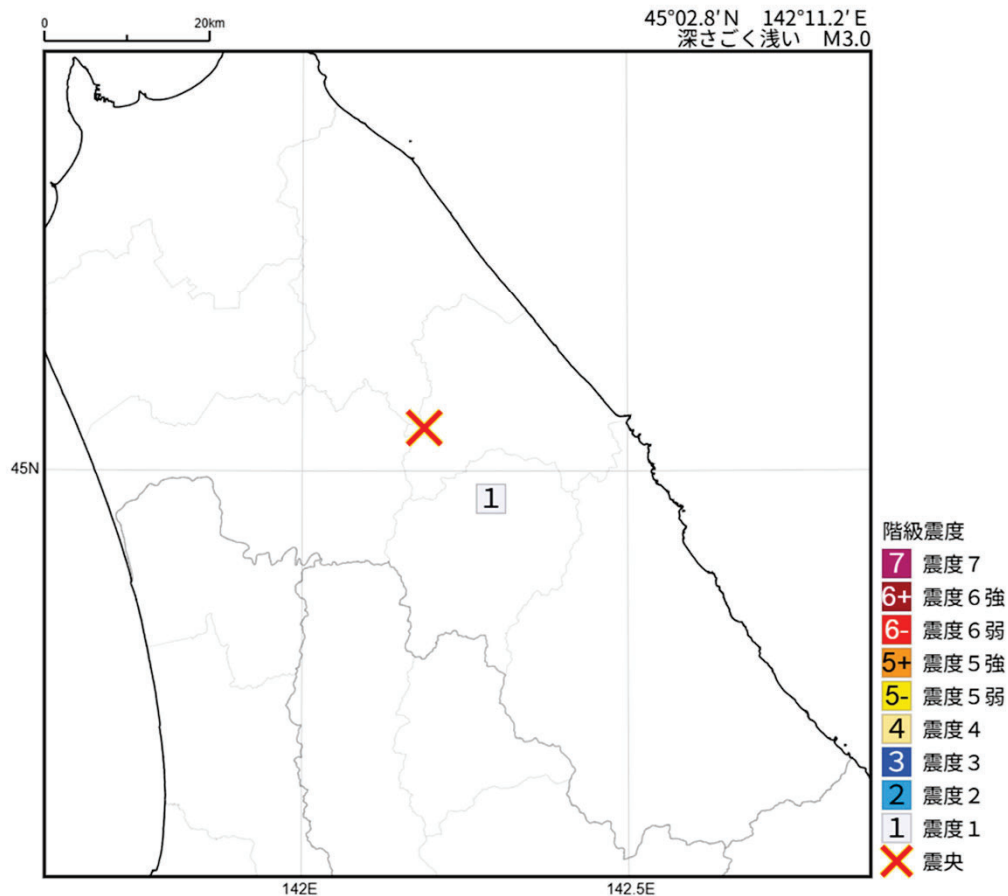 0 20km
45°02.8′N 142°11.2′E
深さごく浅い M3.0
45N
1
142E 142.5E
階級震度
7 震度７
6+ 震度６強
6- 震度６弱
5+ 震度５強
5- 震度５弱
4 震度４
3 震度３
2 震度２
1 震度１
震央